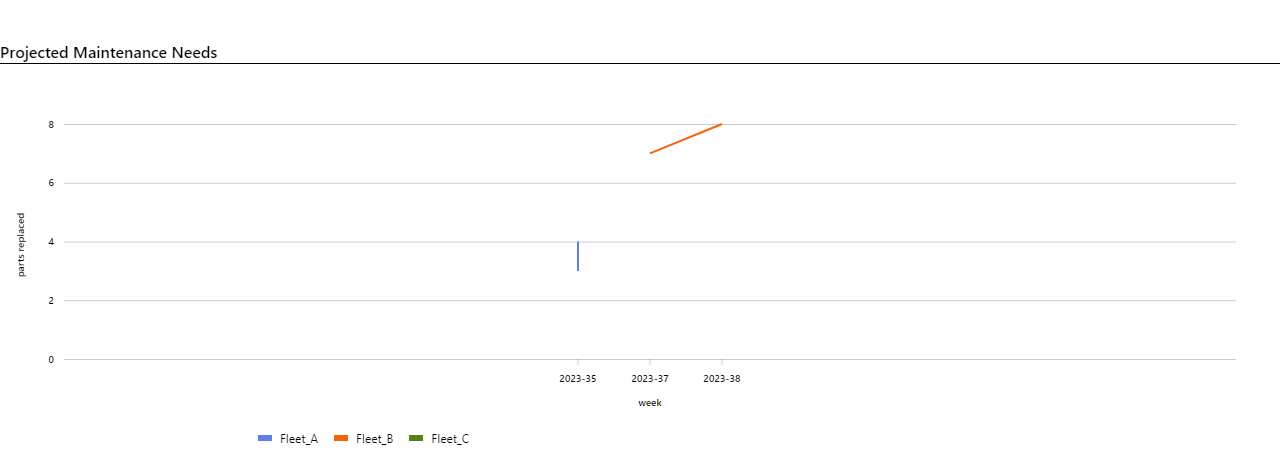 Projected Maintenance Needs
8
6
4
2
0
parts replaced
2023-35 2023-37 2023-38
week
Fleet_A Fleet_B Fleet_C